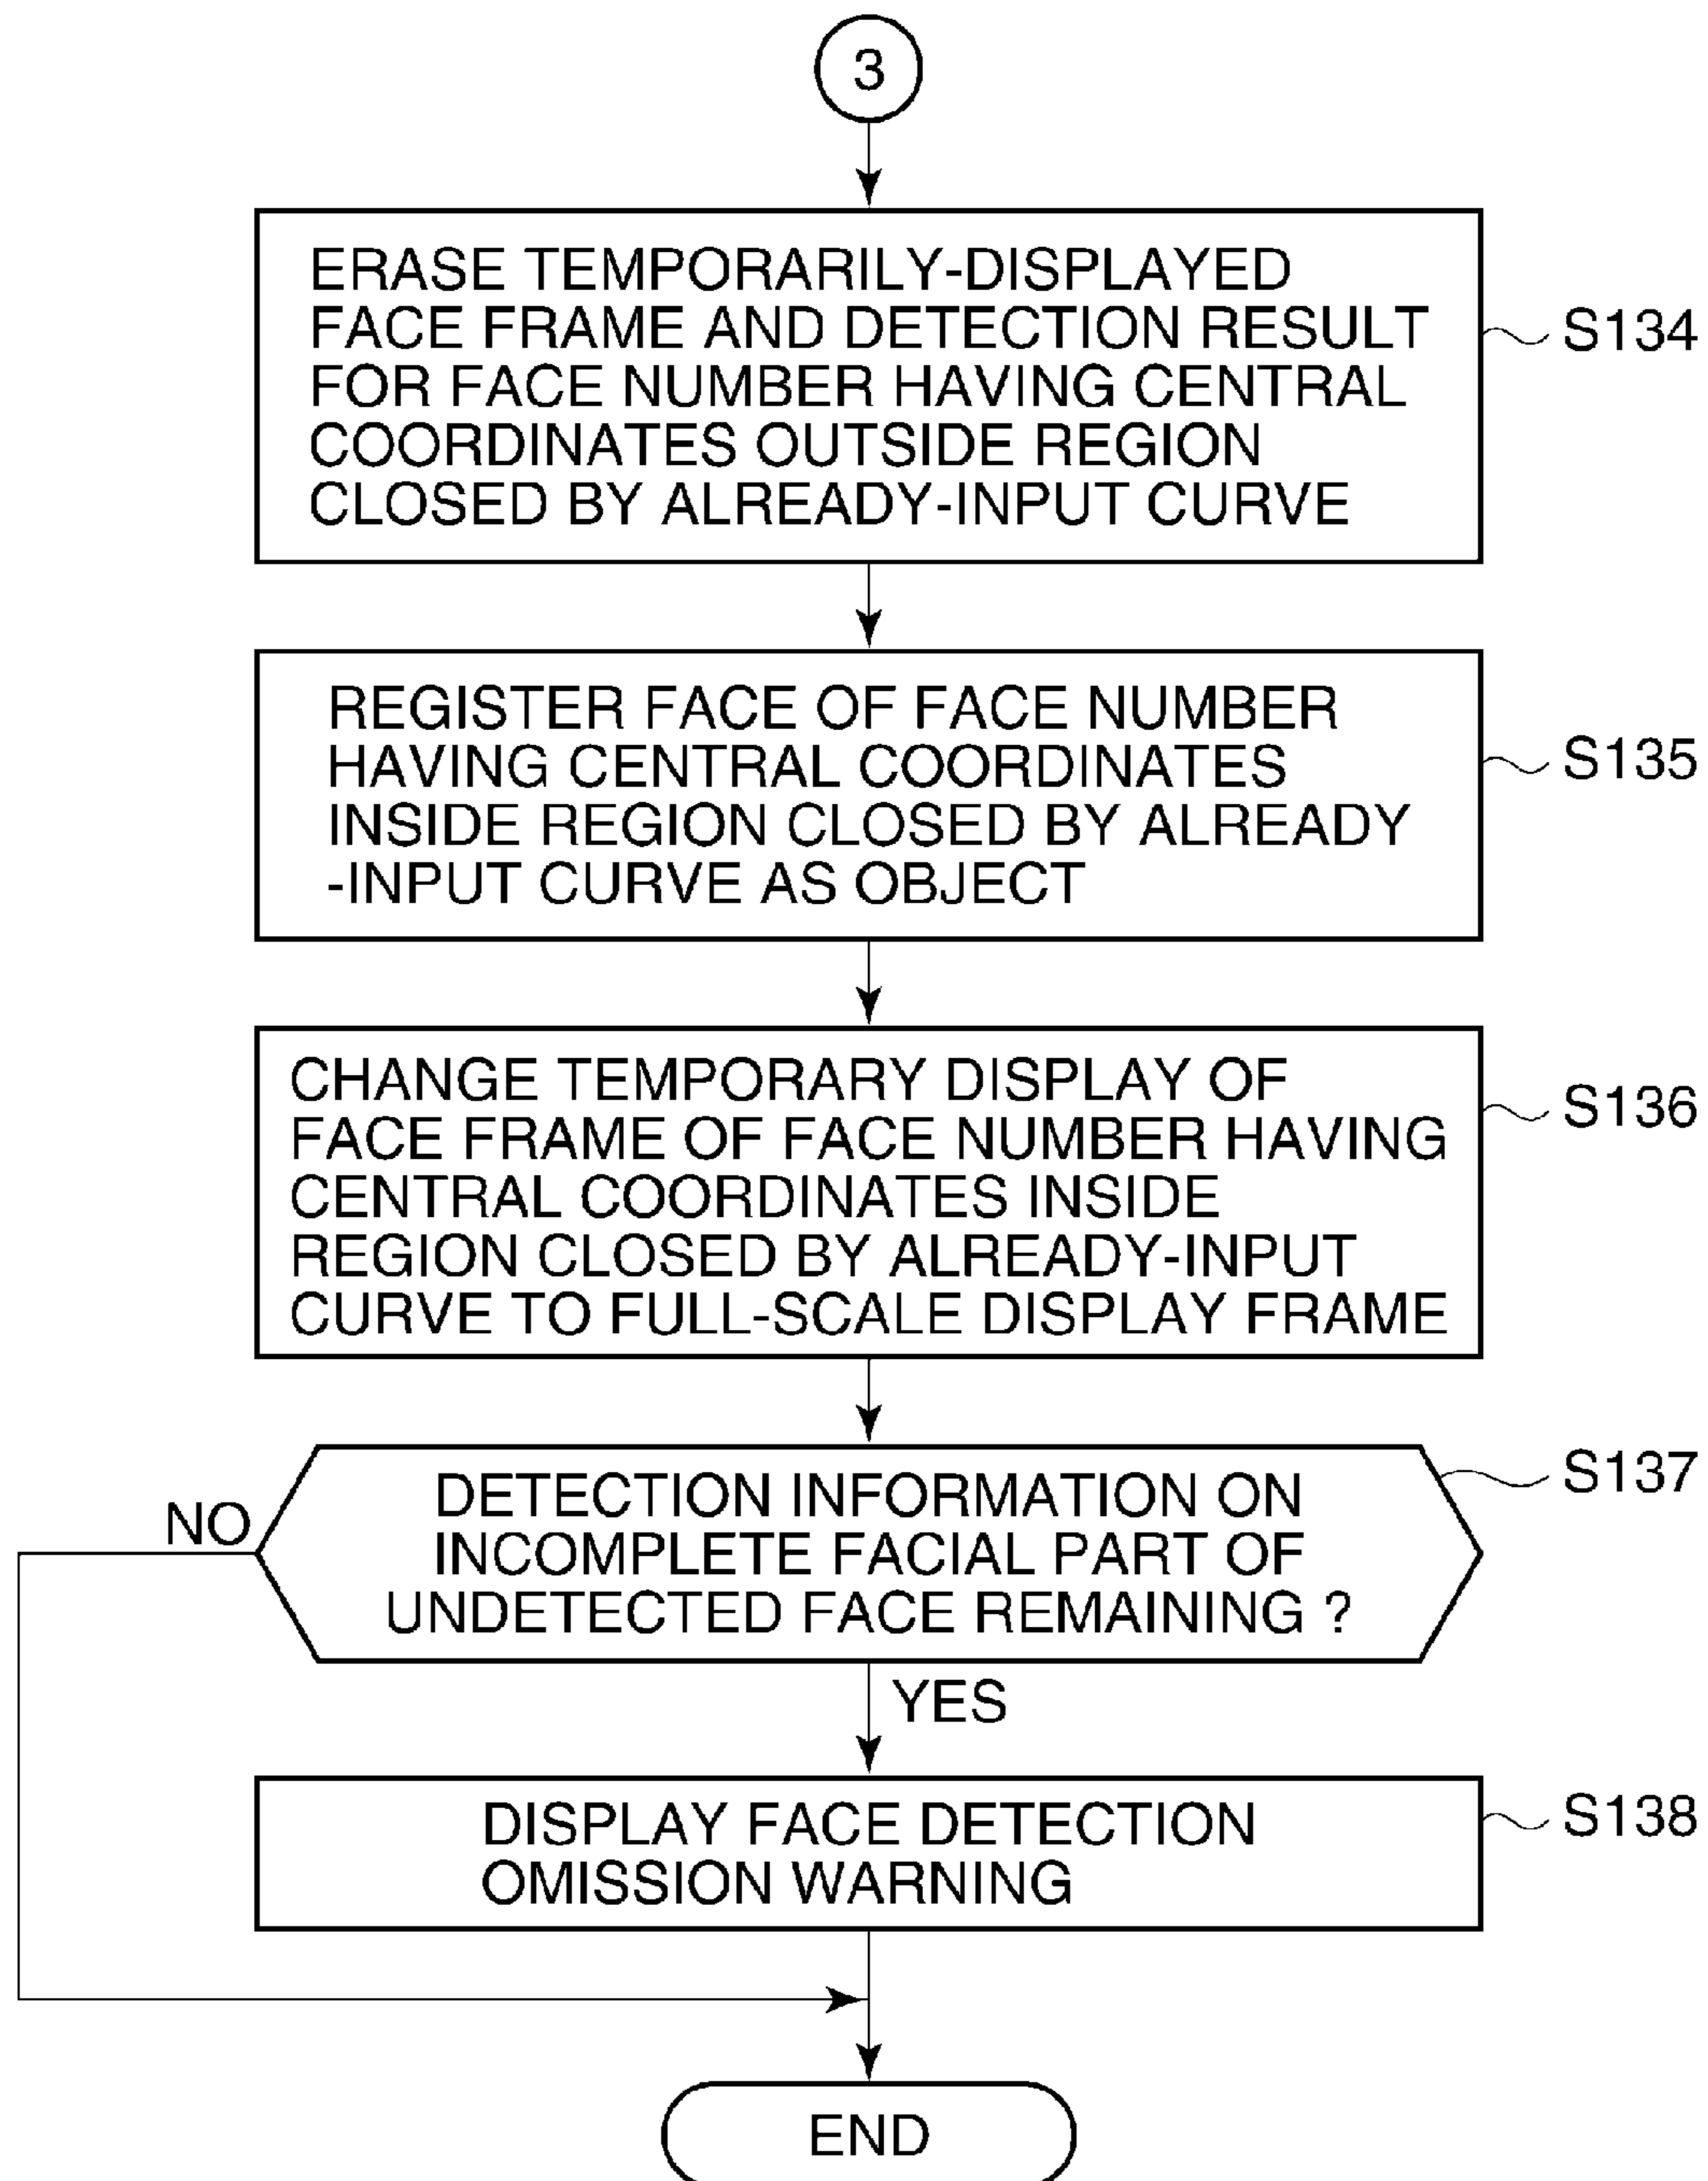 3
ERASE TEMPORARILY-DISPLAYED
FACE FRAME AND DETECTION RESULT
FOR FACE NUMBER HAVING CENTRAL
COORDINATES OUTSIDE REGION
CLOSED BY ALREADY-INPUT CURVE
S134
REGISTER FACE OF FACE NUMBER
HAVING CENTRAL COORDINATES
INSIDE REGION CLOSED BY ALREADY
-INPUT CURVE AS OBJECT
S135
CHANGE TEMPORARY DISPLAY OF
FACE FRAME OF FACE NUMBER HAVING
CENTRAL COORDINATES INSIDE
REGION CLOSED BY ALREADY-INPUT
CURVE TO FULL-SCALE DISPLAY FRAME
S136
DETECTION INFORMATION ON
INCOMPLETE FACIAL PART OF
UNDETECTED FACE REMAINING ?
S137
NO
YES
DISPLAY FACE DETECTION
OMISSION WARNING
S138
END